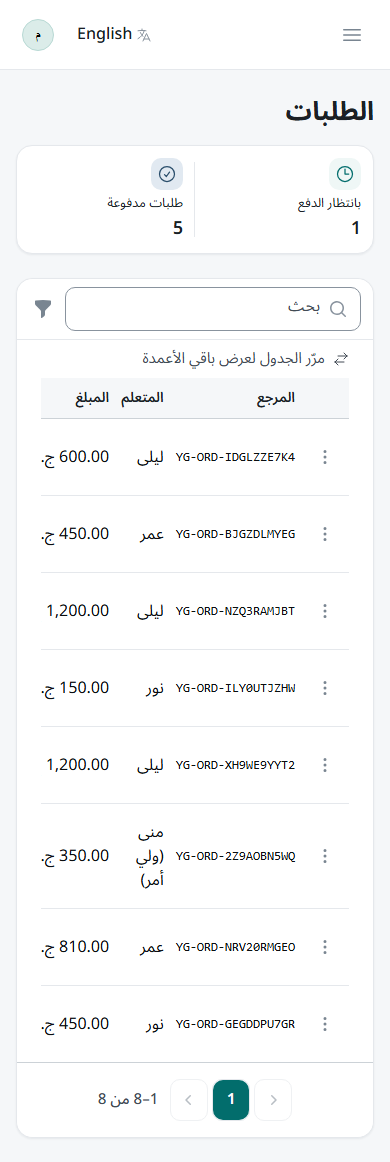 English
م
الطلبات
بانتظار الدفع
1
طلبات مدفوعة
5
بحث
مرّر الجدول لعرض باقي الأعمدة
المرجع المتعلم المبلغ
YG-ORD-IDGLZZE7K4 ليلى 600.00 ج.
YG-ORD-BJGZDLMYEG عمر 450.00 ج.
YG-ORD-NZQ3RAMJBT ليلى 1,200.00
YG-ORD-ILY0UTJZHW نور 150.00 ج.
YG-ORD-XH9WE9YYT2 ليلى 1,200.00
YG-ORD-2Z9AOBN5WQ منى (ولي أمر) 350.00 ج.
YG-ORD-NRV20RMGEO عمر 810.00 ج.
YG-ORD-GEGDDPU7GR نور 450.00 ج.
1
1–8 من 8